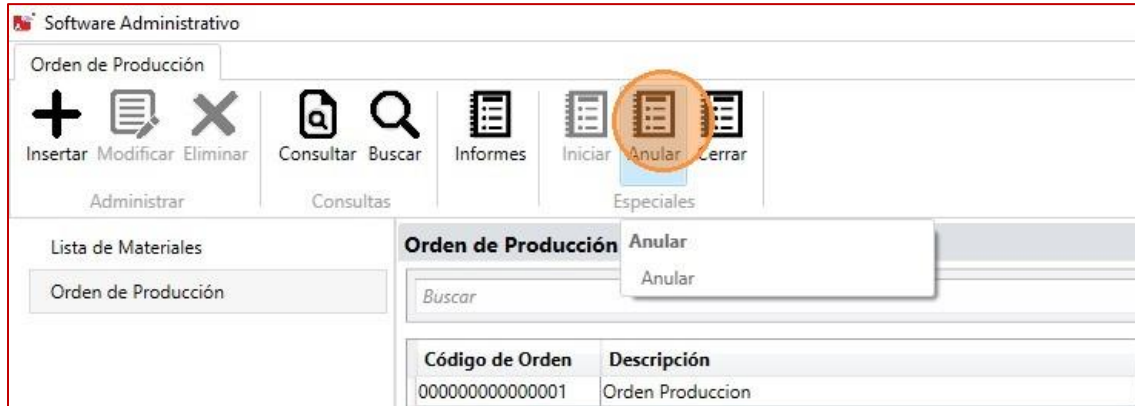 Software Administrativo
Orden de Producción
Insertar Modificar Eliminar Consultar Buscar Informes Iniciar Anular Cerrar
Administrar Consultas Especiales
Lista de Materiales
Orden de Producción
Orden de Producción
Anular
Anular
Buscar
Código de Orden Descripción
000000000000001 Orden Produccion